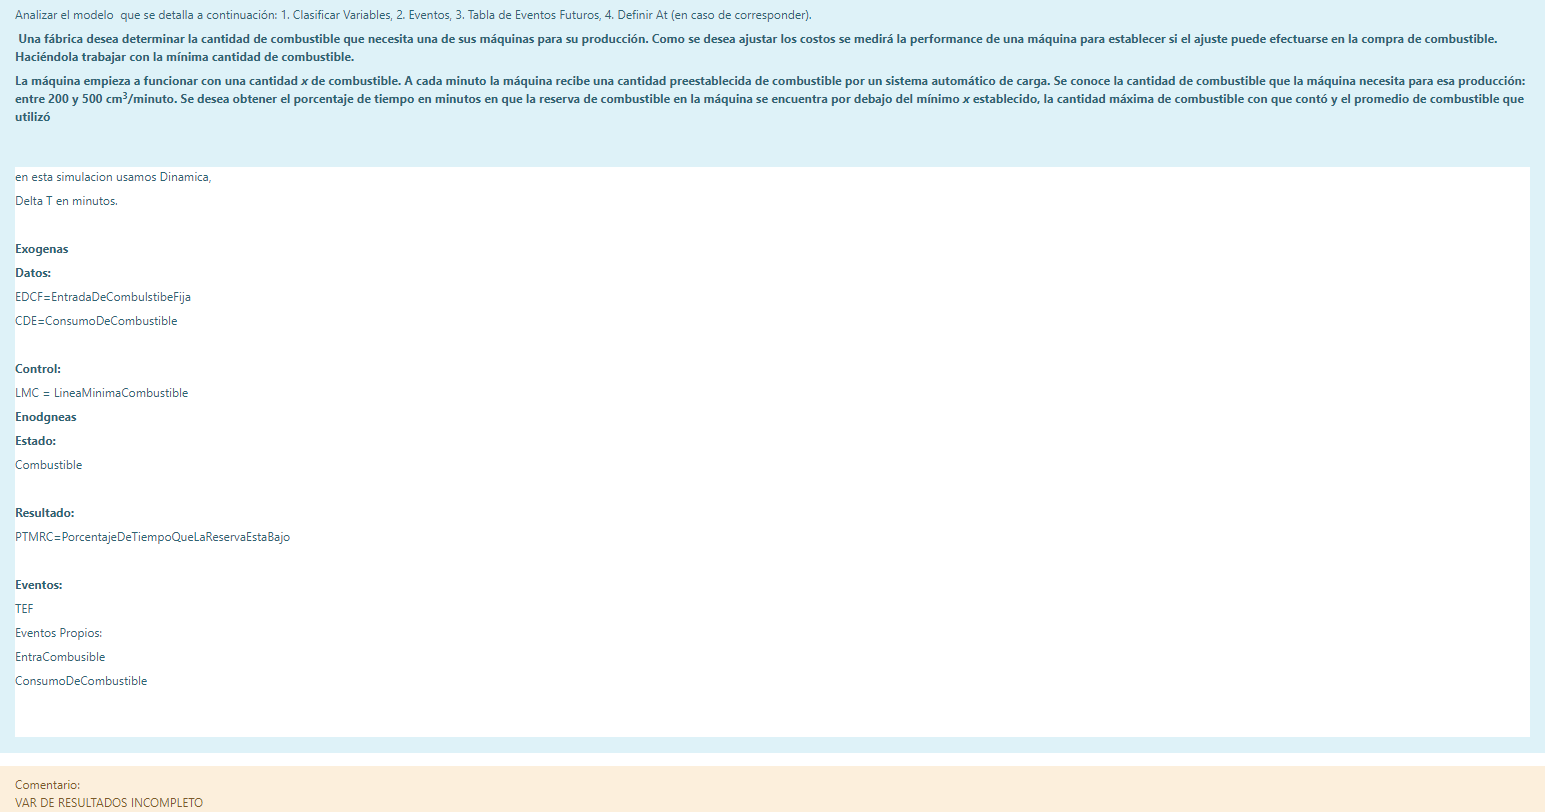 Analizar el modelo que se detalla a continuación: 1. Clasificar Variables, 2. Eventos, 3. Tabla de Eventos Futuros, 4. Definir At (en caso de corresponder).
Una fábrica desea determinar la cantidad de combustible que necesita una de sus máquinas para su producción. Como se desea ajustar los costos se medirá la performance de una máquina para establecer si el ajuste puede efectuarse en la compra de combustible.
Haciéndola trabajar con la mínima cantidad de combustible.
La máquina empieza a funcionar con una cantidad x de combustible. A cada minuto la máquina recibe una cantidad preestablecida de combustible por un sistema automático de carga. Se conoce la cantidad de combustible que la máquina necesita para esa producción:
entre 200 y 500 cm³/minuto. Se desea obtener el porcentaje de tiempo en minutos en que la reserva de combustible en la máquina se encuentra por debajo del mínimo x establecido, la cantidad máxima de combustible con que contó y el promedio de combustible que
utilizó
en esta simulacion usamos Dinamica,
Delta T en minutos.
Exogenas
Datos:
EDCF=EntradaDeCombulstibeFija
CDE=ConsumoDeCombustible
Control:
LMC = LineaMinimaCombustible
Enodgneas
Estado:
Combustible
Resultado:
PTMRC=PorcentajeDeTiempoQueLaReservaEstaBajo
Eventos:
TEF
Eventos Propios:
EntraCombusible
ConsumoDeCombustible
Comentario:
VAR DE RESULTADOS INCOMPLETO